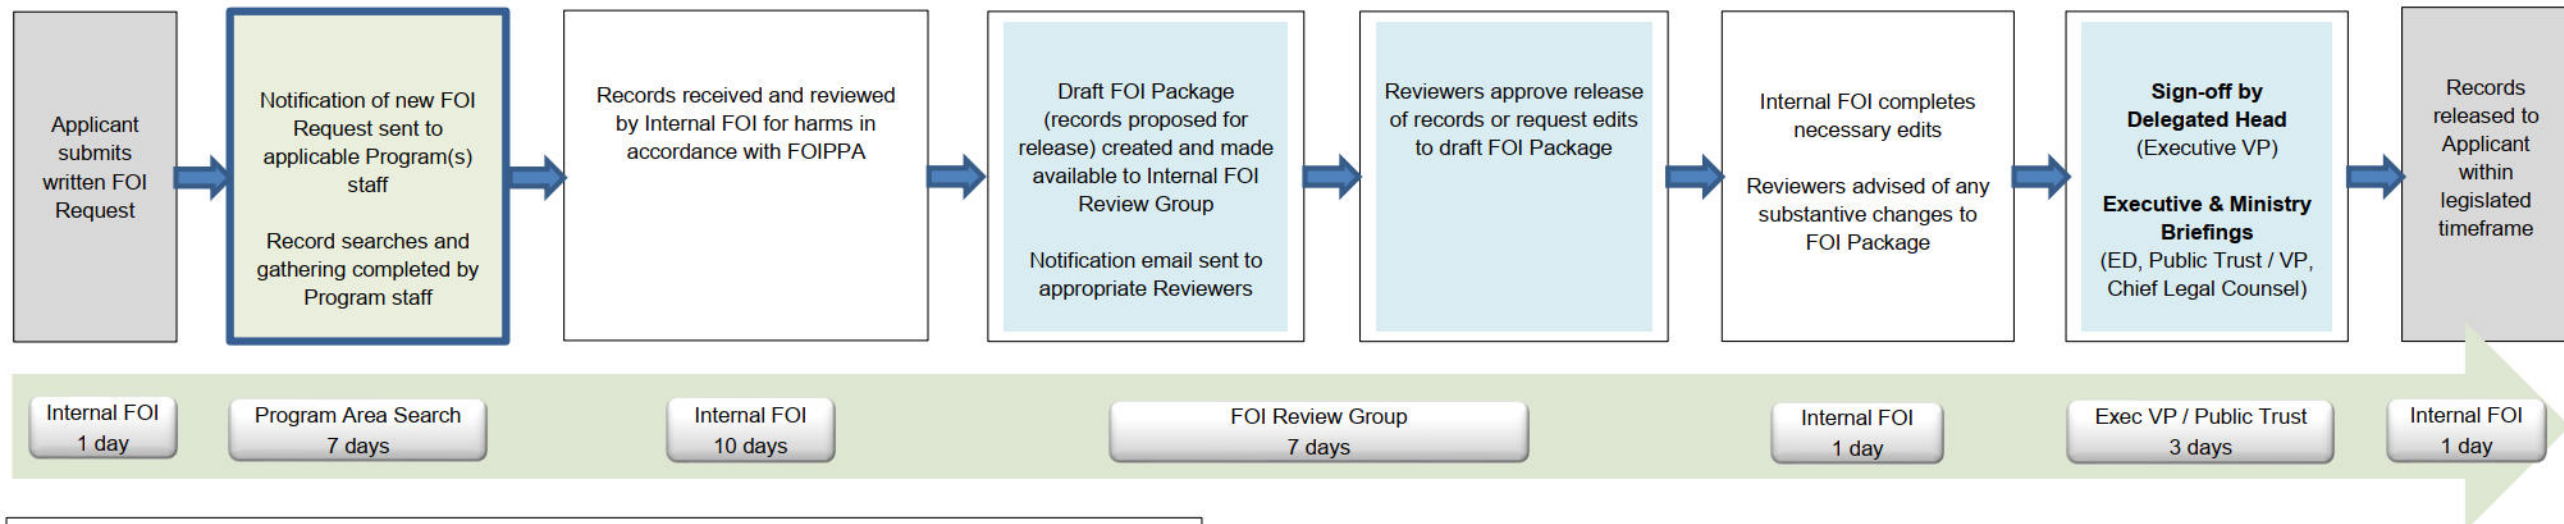 Applicant
submits
written FOI
Request
Notification of new FOI
Request sent to
applicable Program(s)
staff
Record searches and
gathering completed by
Program staff
Records received and reviewed
by Internal FOI for harms in
accordance with FOIPPA
Draft FOI Package
(records proposed for
release) created and made
available to Internal FOI
Review Group
Notification email sent to
appropriate Reviewers
Reviewers approve release
of records or request edits
to draft FOI Package
Internal FOI completes
necessary edits
Reviewers advised of any
substantive changes to
FOI Package
Sign-off by
Delegated Head
(Executive VP)
Executive & Ministry
Briefings
(ED, Public Trust / VP,
Chief Legal Counsel)
Records
released to
Applicant
within
legislated
timeframe
Internal FOI
1 day
Program Area Search
7 days
Internal FOI
10 days
FOI Review Group
7 days
Internal FOI
1 day
Exec VP / Public Trust
3 days
Internal FOI
1 day